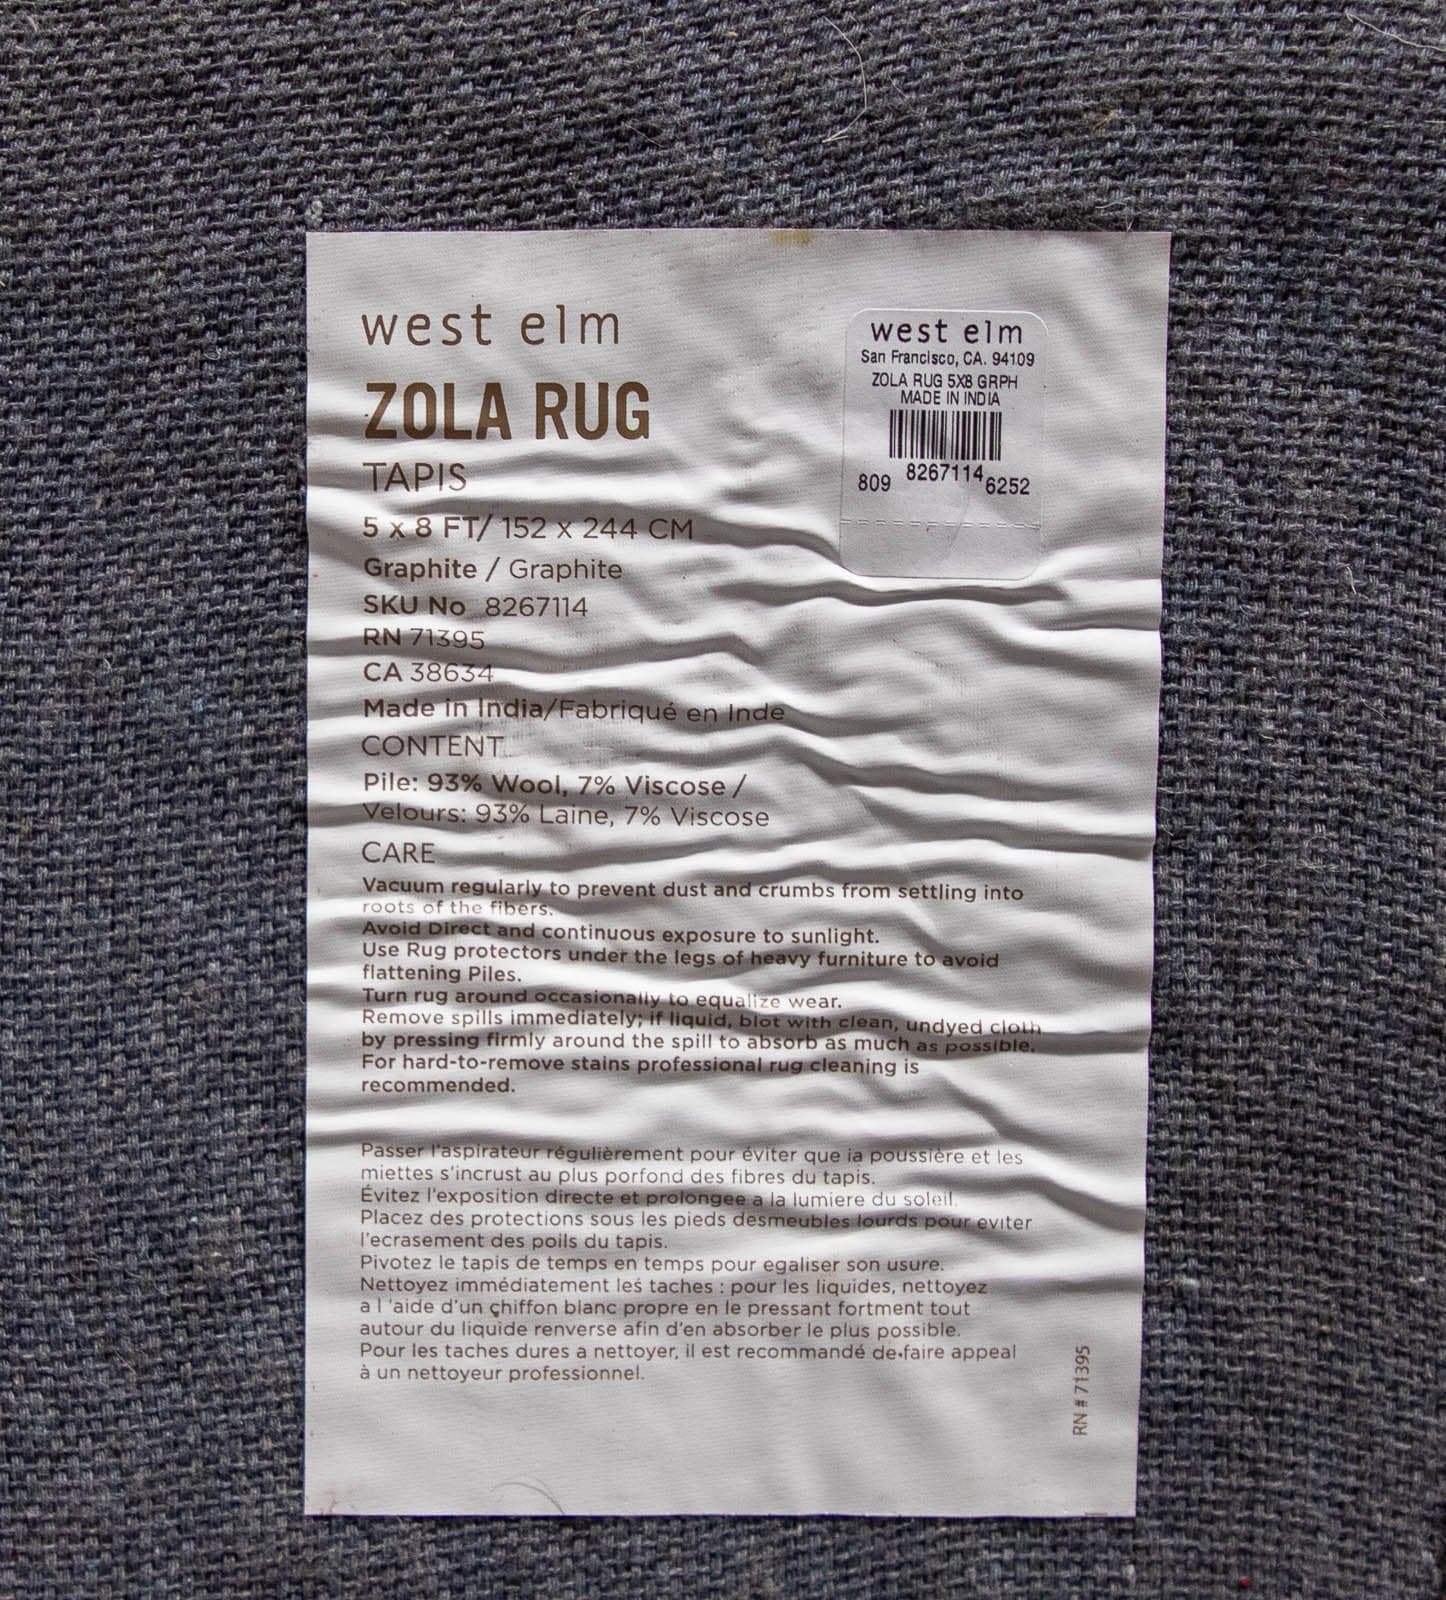 west elm
ZOLA RUG
TAPIS
5 x 8 FT/ 152 x 244 CM
Graphite / Graphite
SKU No 8267114
RN 71395
CA 38634
Made in India/Fabriqué en Inde
CONTENT
Pile: 93% Wool, 7% Viscose /
Velours: 93% Laine, 7% Viscose
CARE
Vacuum regularly to prevent dust and crumbs from settling into
roots of the fibers.
Avoid Direct and continuous exposure to sunlight.
Use Rug protectors under the legs of heavy furniture to avoid
flattening Piles.
Turn rug around occasionally to equalize wear.
Remove spills immediately; if liquid, blot with clean, undyed cloth
by pressing firmly around the spill to absorb as much as possible.
For hard-to-remove stains professional rug cleaning is
recommended.
Passer l'aspirateur régulièrement pour éviter que la poussière et les
miettes s'incrust au plus porfond des fibres du tapis.
Évitez l'exposition directe et prolongee a la lumiere du soleil.
Placez des protections sous les pieds desmeubles lourds pour eviter
l'ecrasement des poils du tapis.
Pivotez le tapis de temps en temps pour egaliser son usure.
Nettoyez immédiatement les taches : pour les liquides, nettoyez
a l 'aide d'un chiffon blanc propre en le pressant fortment tout
autour du liquide renverse afin d'en absorber le plus possible.
Pour les taches dures a nettoyer, il est recommandé de faire appeal
à un nettoyeur professionnel.
RN # 71395
west elm
San Francisco, CA. 94109
ZOLA RUG 5X8 GRPH
MADE IN INDIA
809 8267114 6252